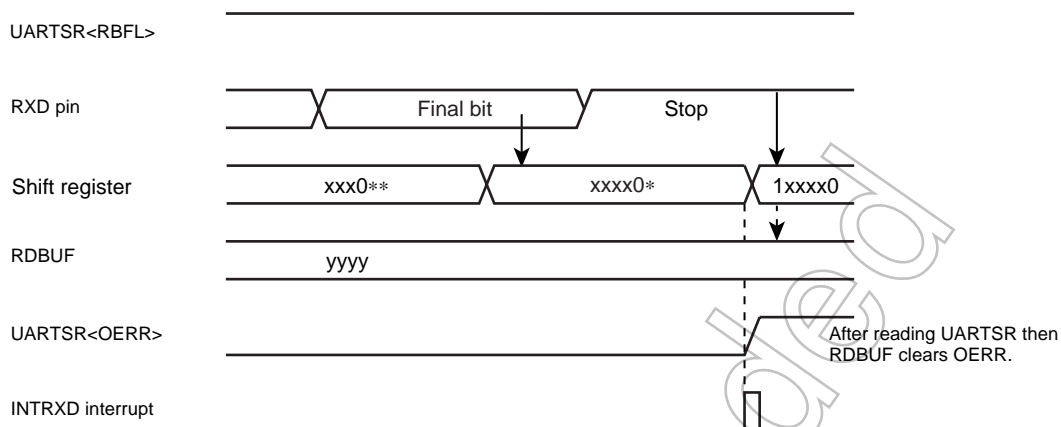 UARTSR<RBFL>
RXD pin Final bit Stop
Shift register xxx0** xxxx0* 1xxxx0
RDBUF yyyy
UARTSR<OERR> After reading UARTSR then
RDBUF clears OERR.
INTRXD interrupt
ded